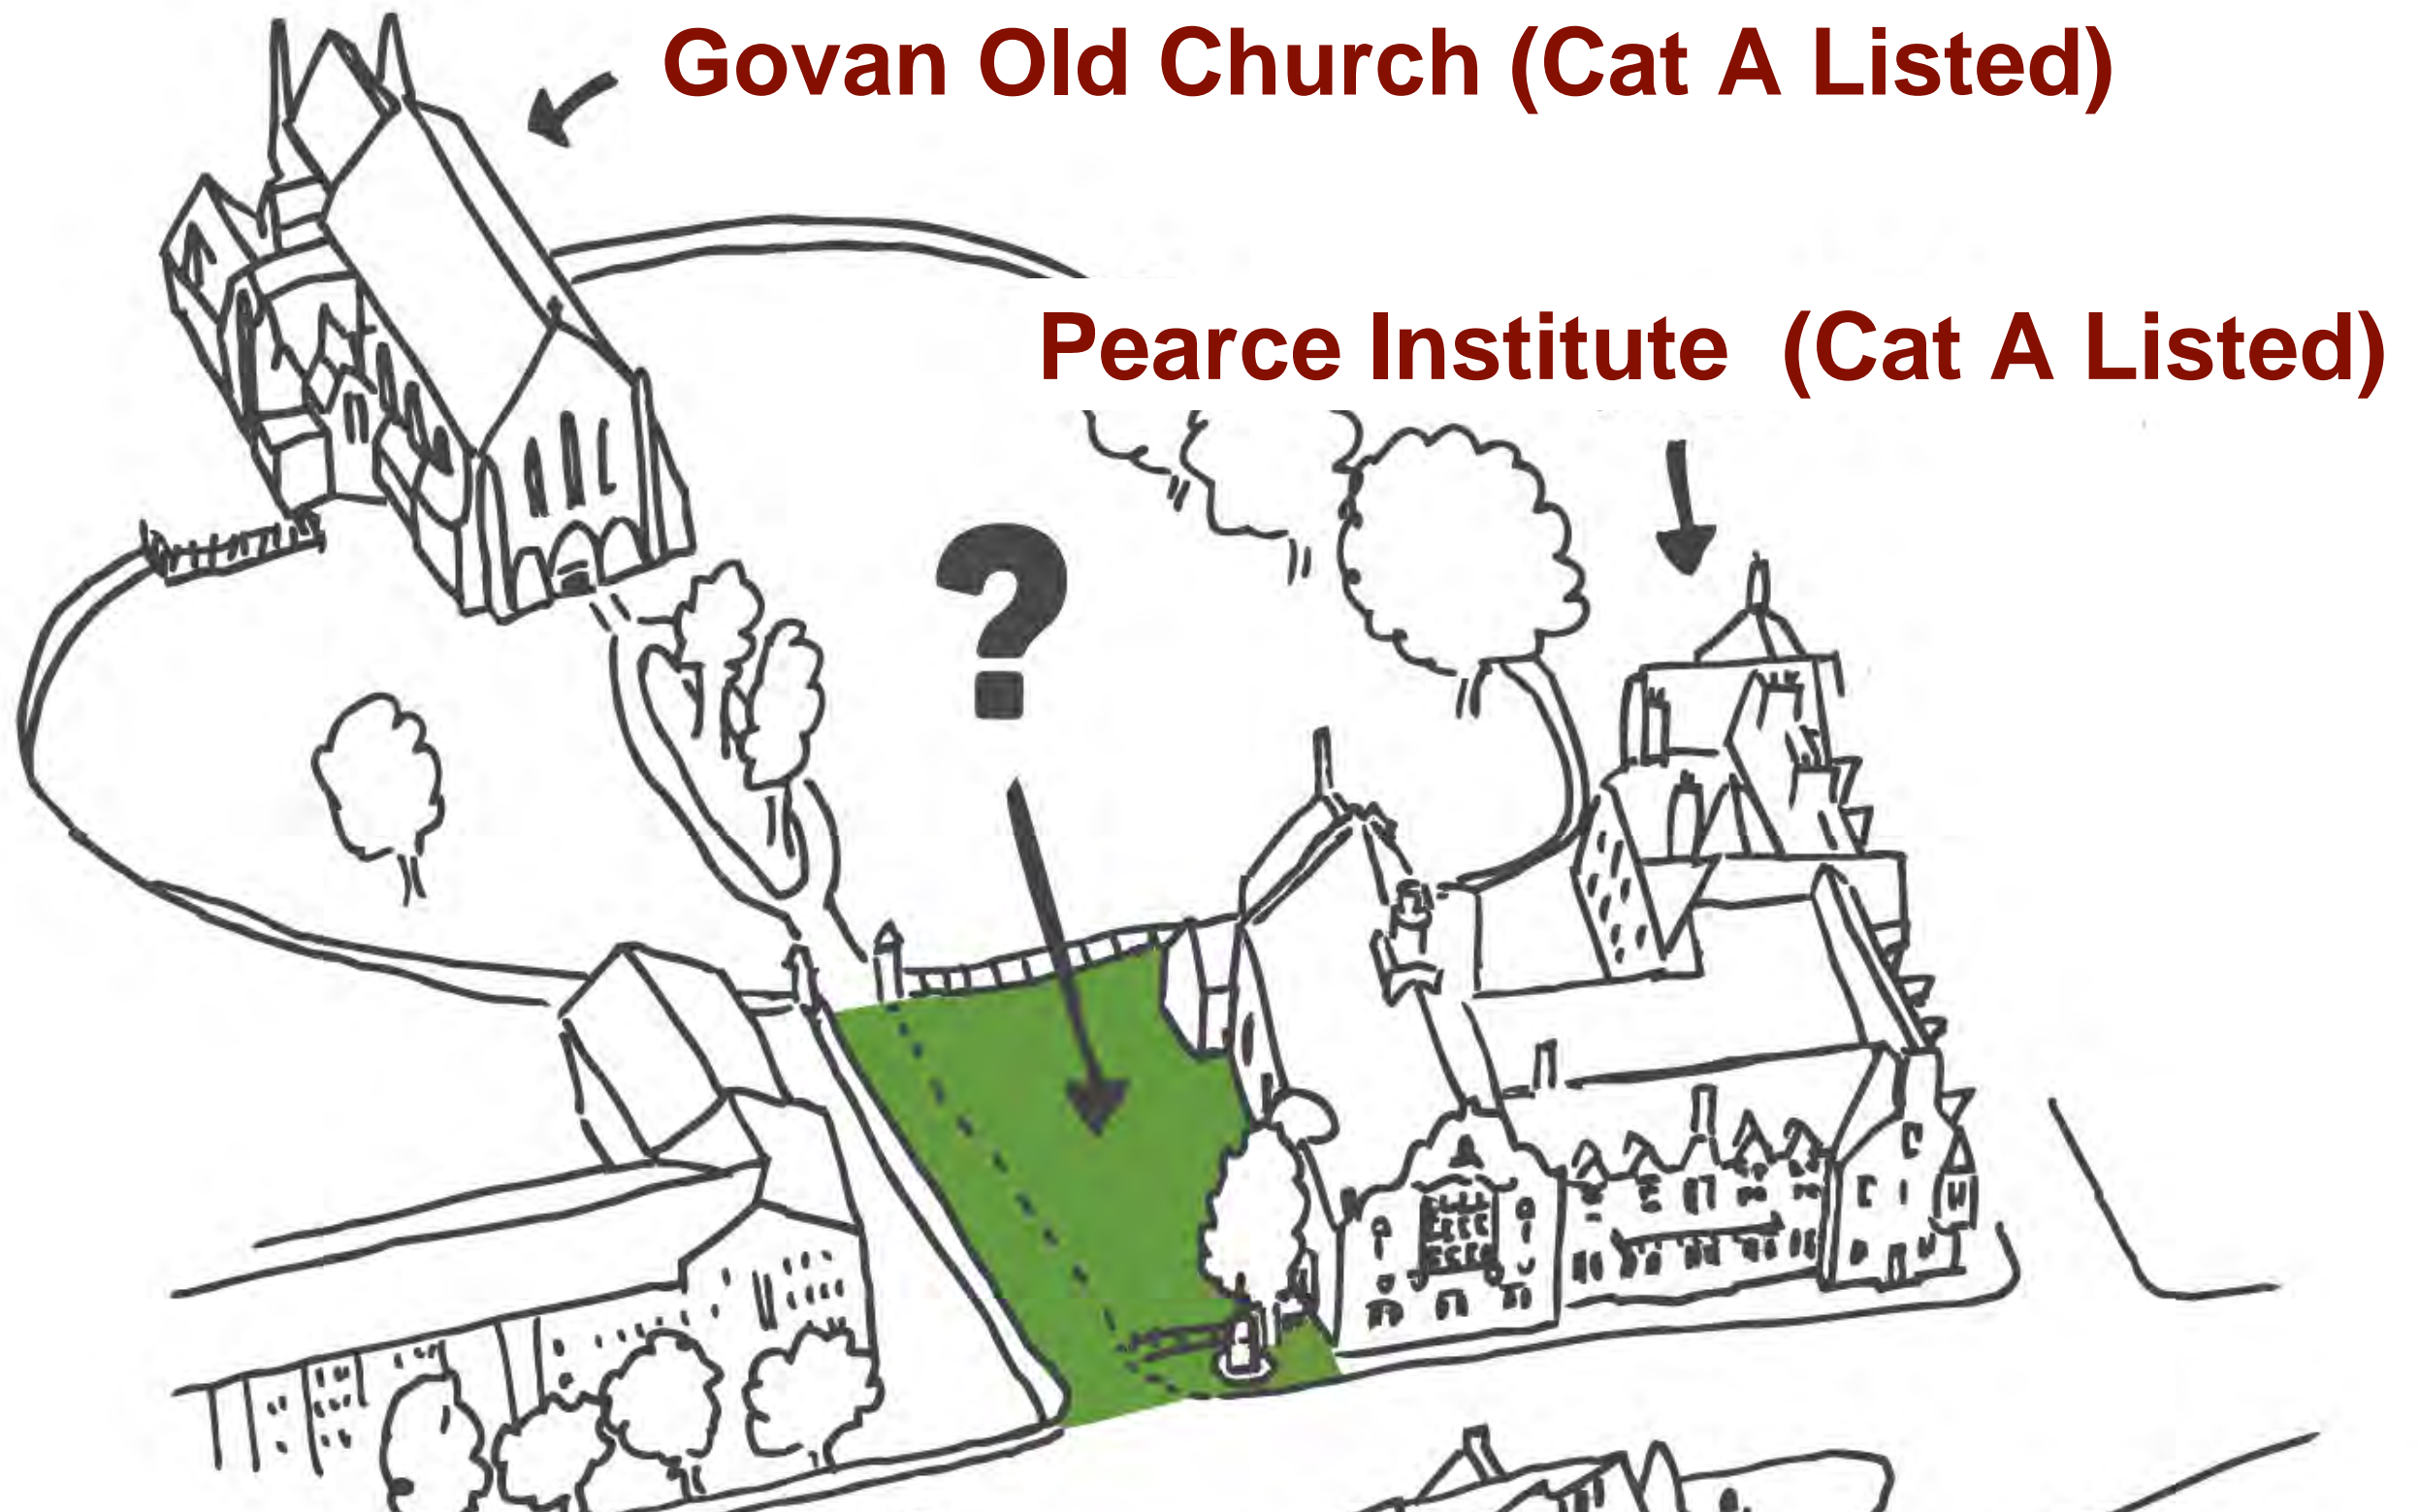 Govan Old Church (Cat A Listed)
Pearce Institute (Cat A Listed)
?